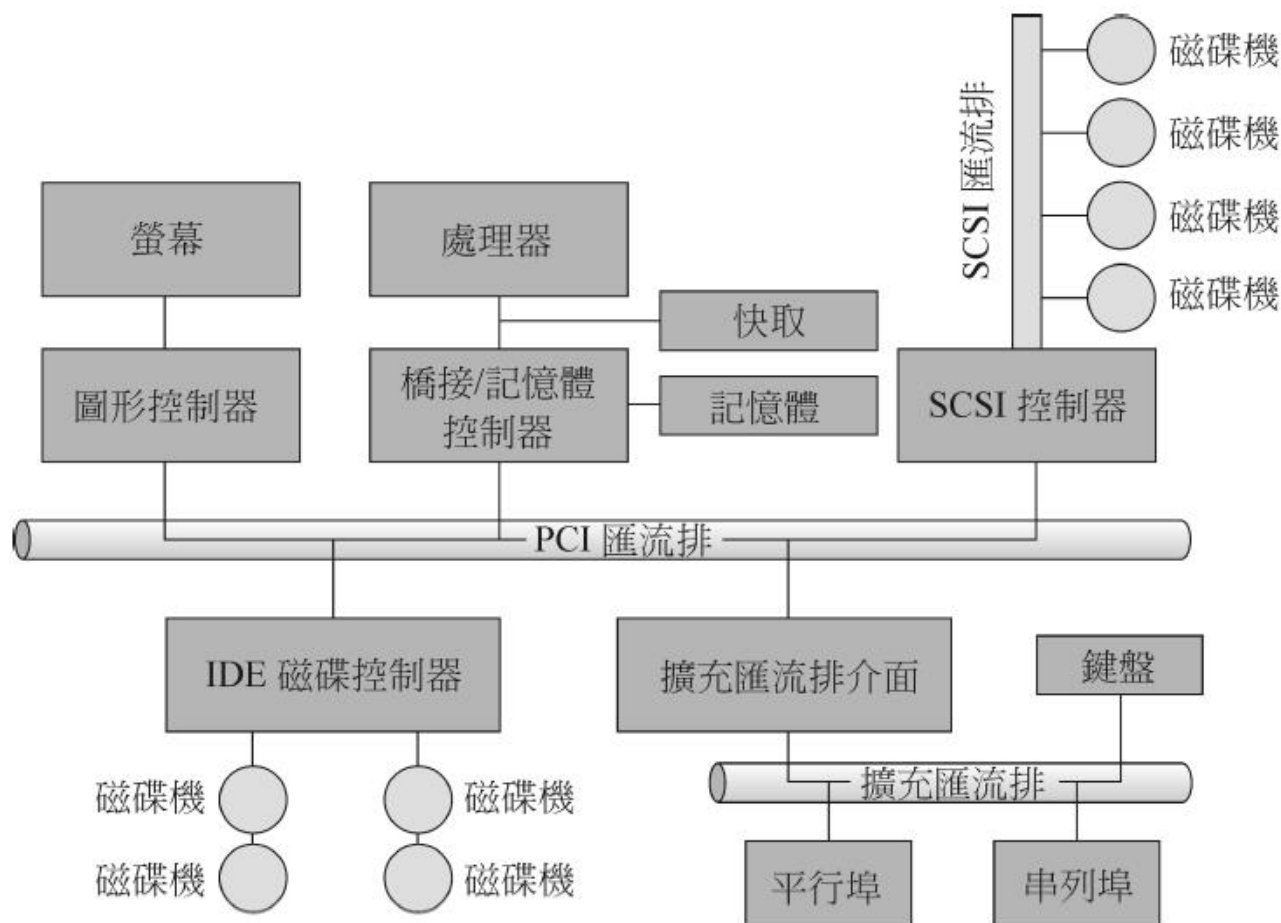 磁碟機
磁碟機
磁碟機
磁碟機
SCSI 匯流排
螢幕
處理器
快取
圖形控制器
橋接/記憶體
控制器
記憶體
SCSI 控制器
PCI 匯流排
IDE 磁碟控制器
擴充匯流排介面
鍵盤
磁碟機
磁碟機
擴充匯流排
磁碟機
磁碟機
平行埠
串列埠